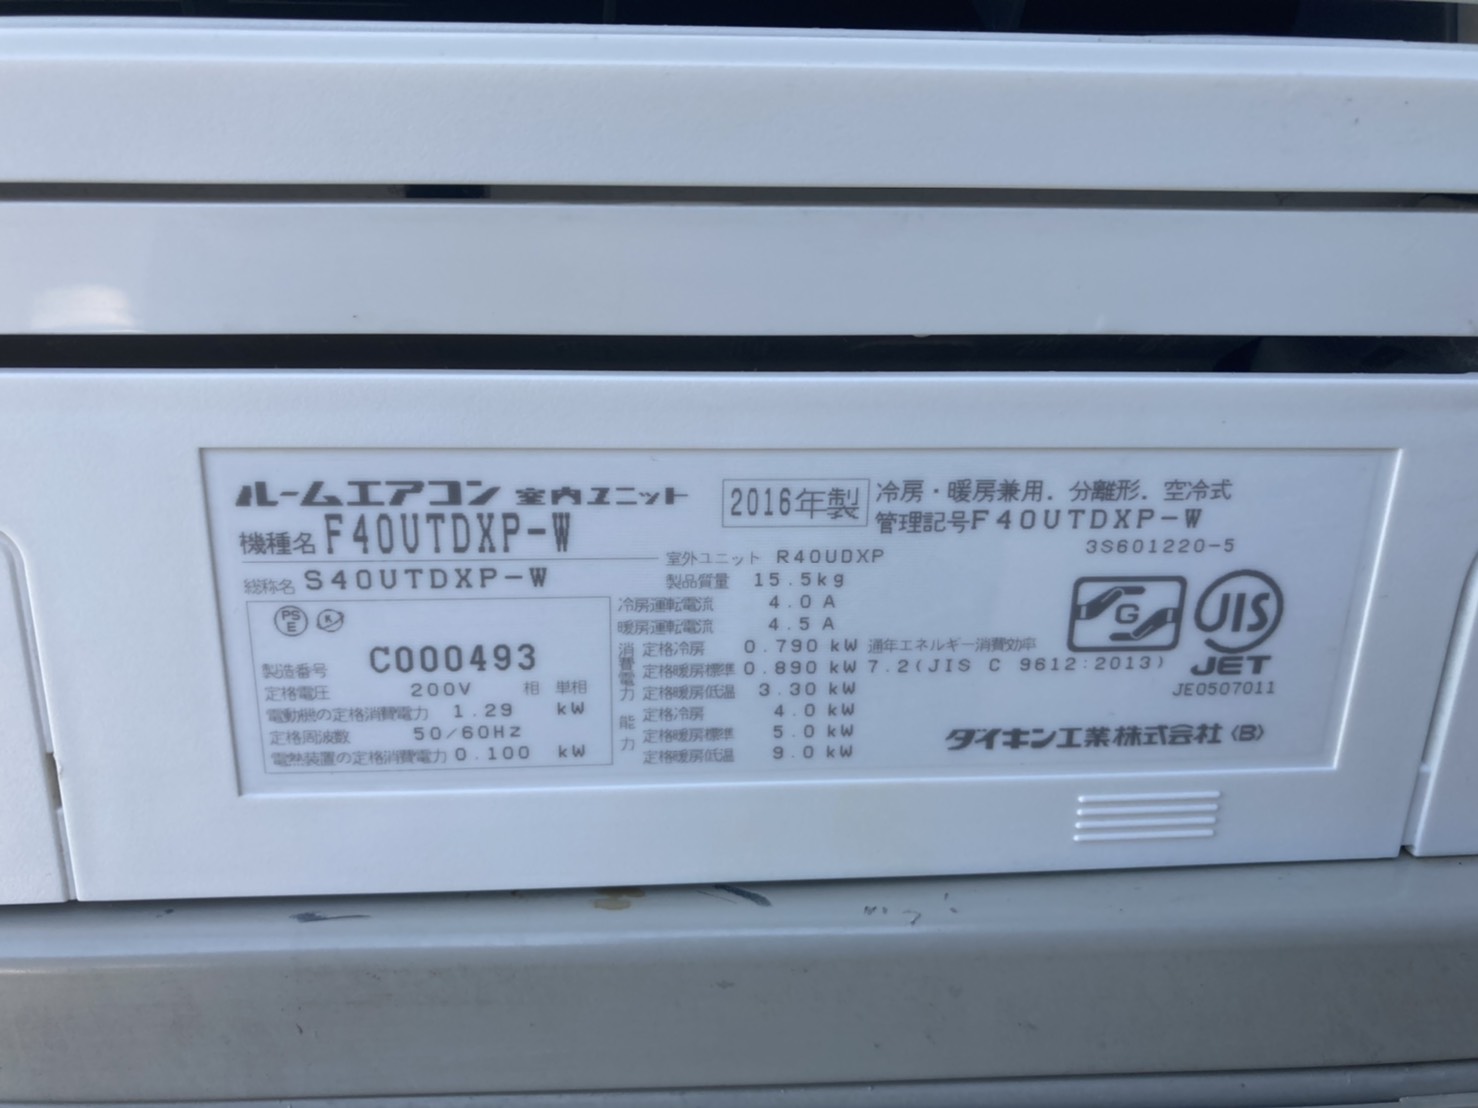 ルームエアコン 室内ユニット
2016年製
冷房・暖房兼用. 分離形. 空冷式
機種名 F40UTDXP-W
管理記号F40UTDXP-W
3S601220-5
総称名 S40UTDXP-W
室外ユニット R40UDXP
製品質量 15.5kg
PS
E
K
製造番号 C000493
定格電圧 200V 相 単相
電動機の定格消費電力 1.29 kW
定格周波数 50/60HZ
電熱装置の定格消費電力 0.100 kW
冷房運転電流 4.0 A
暖房運転電流 4.5 A
消費電力
定格冷房 0.790 kW
定格暖房標準 0.890 kW
定格暖房低温 3.30 kW
能力
定格冷房 4.0 kW
定格暖房標準 5.0 kW
定格暖房低温 9.0 kW
通年エネルギー消費効率
7.2(JIS C 9612:2013)
G
JIS
JET
JE0507011
ダイキン工業株式会社〈B〉